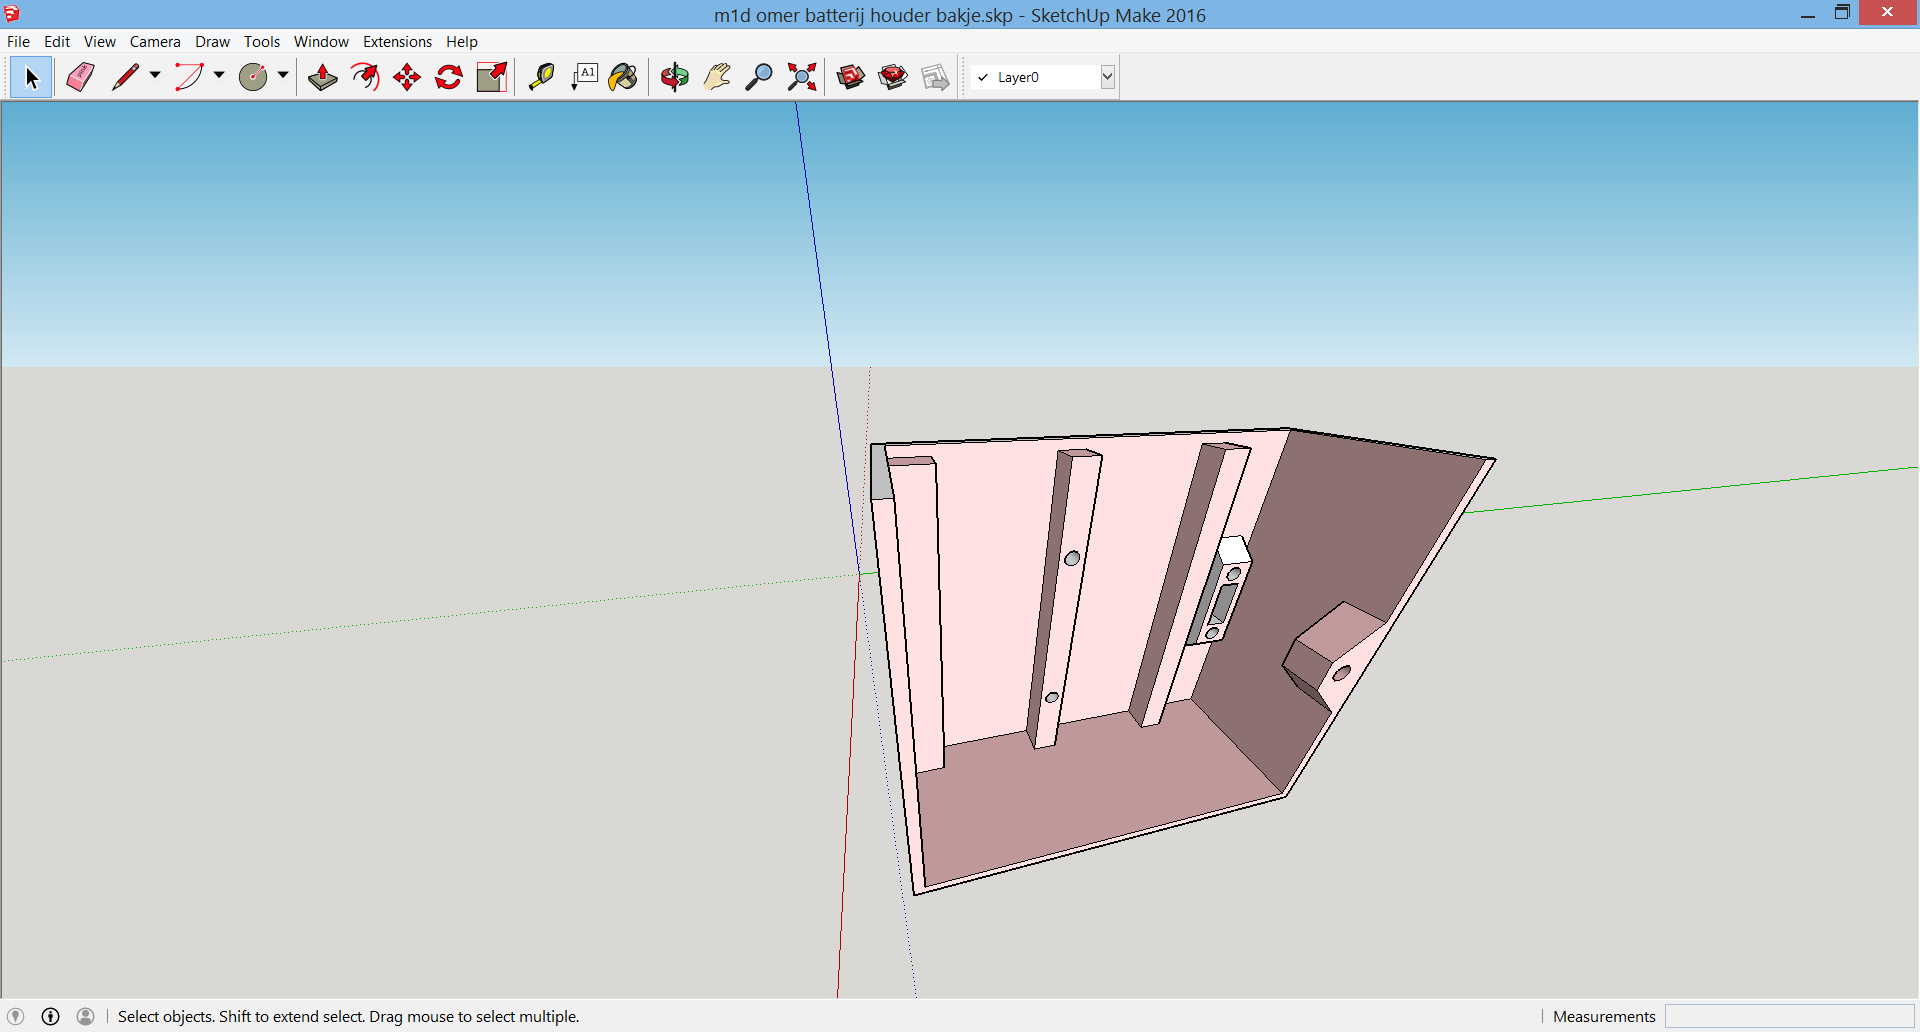 m1d omer batterij houder bakje.skp - SketchUp Make 2016
File Edit View Camera Draw Tools Window Extensions Help
A1
Layer0
Select objects. Shift to extend select. Drag mouse to select multiple.
Measurements